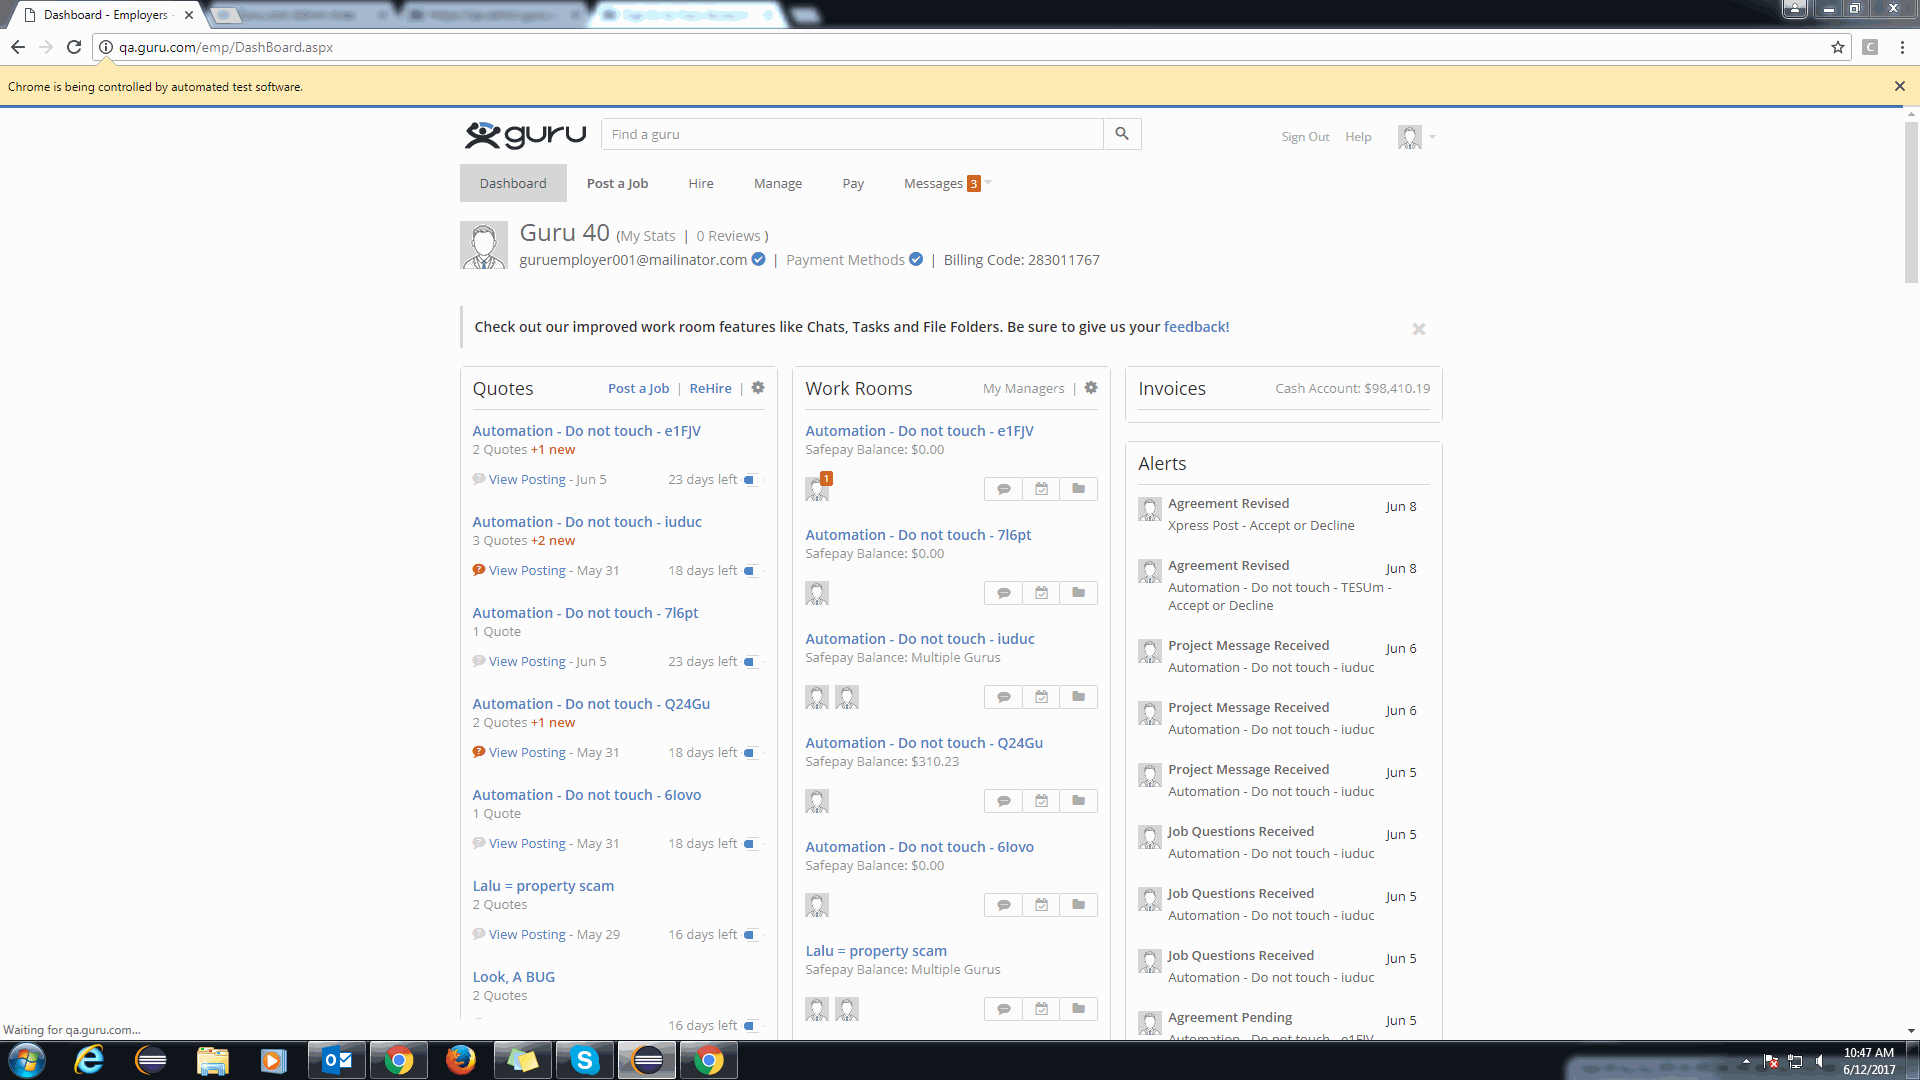 Dashboard - Employers -
qa.guru.com/emp/DashBoard.aspx
C
Chrome is being controlled by automated test software.
guru
Find a guru
Sign Out
Help
Dashboard
Post a Job
Hire
Manage
Pay
Messages 3
Guru 40 (My Stats | 0 Reviews )
guruemployer001@mailinator.com | Payment Methods | Billing Code: 283011767
Check out our improved work room features like Chats, Tasks and File Folders. Be sure to give us your feedback!
Quotes
Post a Job | ReHire |
Automation - Do not touch - e1FJV
2 Quotes +1 new
View Posting - Jun 5
23 days left
Automation - Do not touch - iuduc
3 Quotes +2 new
? View Posting - May 31
18 days left
Automation - Do not touch - 7l6pt
1 Quote
View Posting - Jun 5
23 days left
Automation - Do not touch - Q24Gu
2 Quotes +1 new
? View Posting - May 31
18 days left
Automation - Do not touch - 6Iovo
1 Quote
View Posting - May 31
18 days left
Lalu = property scam
2 Quotes
View Posting - May 29
16 days left
Look, A BUG
2 Quotes
16 days left
Work Rooms
My Managers |
Automation - Do not touch - e1FJV
Safepay Balance: $0.00
1
Automation - Do not touch - 7l6pt
Safepay Balance: $0.00
Automation - Do not touch - iuduc
Safepay Balance: Multiple Gurus
Automation - Do not touch - Q24Gu
Safepay Balance: $310.23
Automation - Do not touch - 6Iovo
Safepay Balance: $0.00
Lalu = property scam
Safepay Balance: Multiple Gurus
Invoices
Cash Account: $98,410.19
Alerts
Agreement Revised
Jun 8
Xpress Post - Accept or Decline
Agreement Revised
Jun 8
Automation - Do not touch - TESUm -
Accept or Decline
Project Message Received
Jun 6
Automation - Do not touch - iuduc
Project Message Received
Jun 6
Automation - Do not touch - iuduc
Project Message Received
Jun 5
Automation - Do not touch - iuduc
Job Questions Received
Jun 5
Automation - Do not touch - iuduc
Job Questions Received
Jun 5
Automation - Do not touch - iuduc
Job Questions Received
Jun 5
Automation - Do not touch - iuduc
Agreement Pending
Jun 5
Automation - Do not touch - e1FJV
Waiting for qa.guru.com...
10:47 AM
6/12/2017